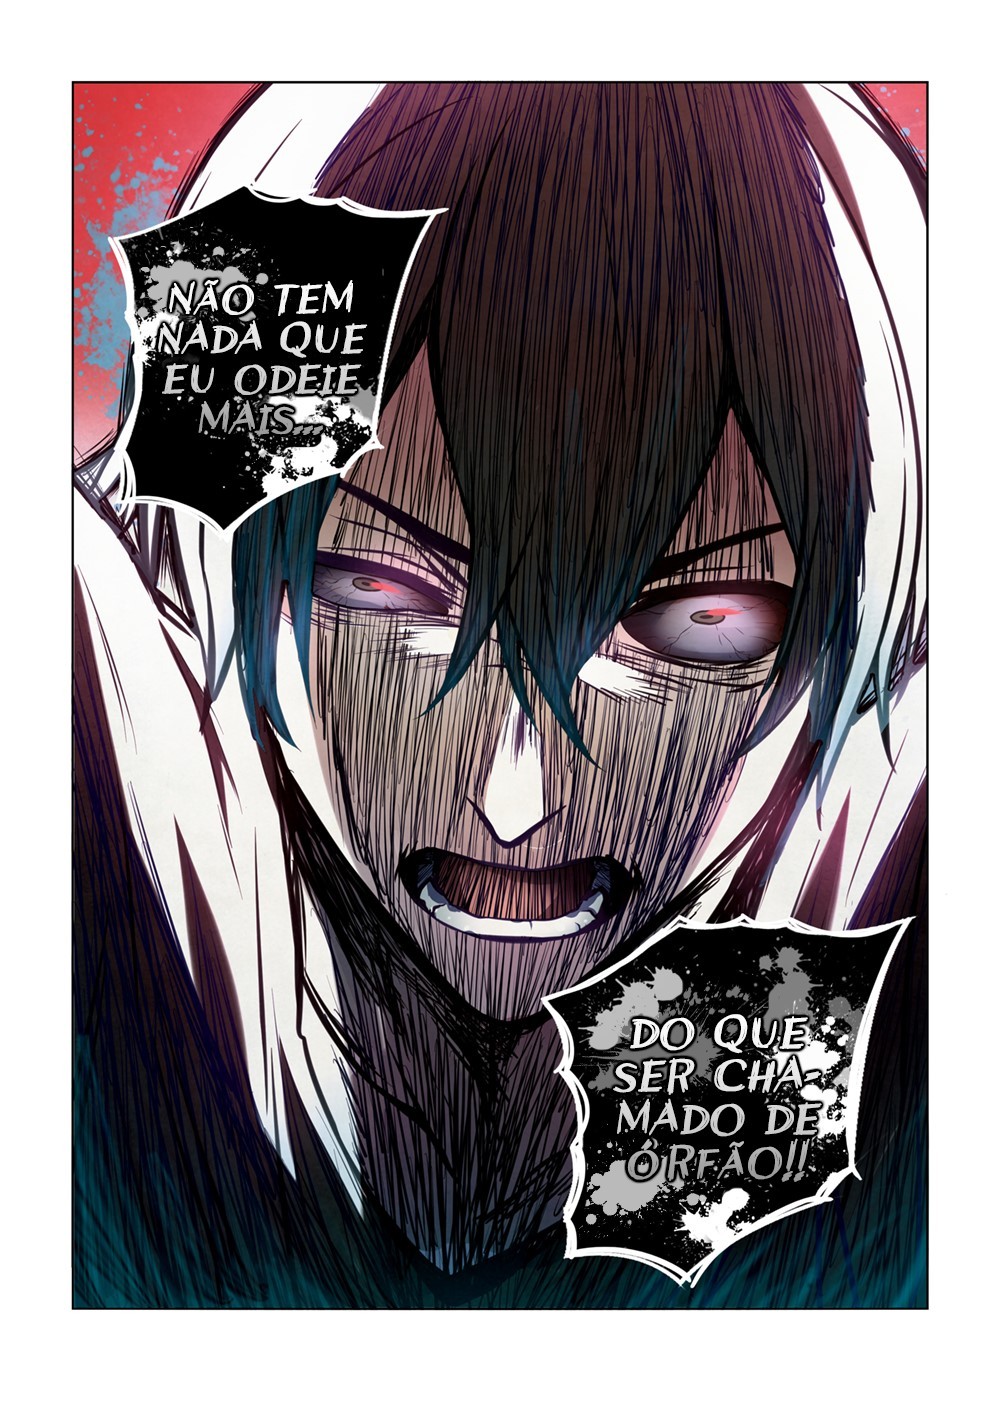 NÃO TEM
NADA QUE
EU ODEIE
MAIS...
DO QUE
SER CHA-
MADO DE
ÓRFÃO!!